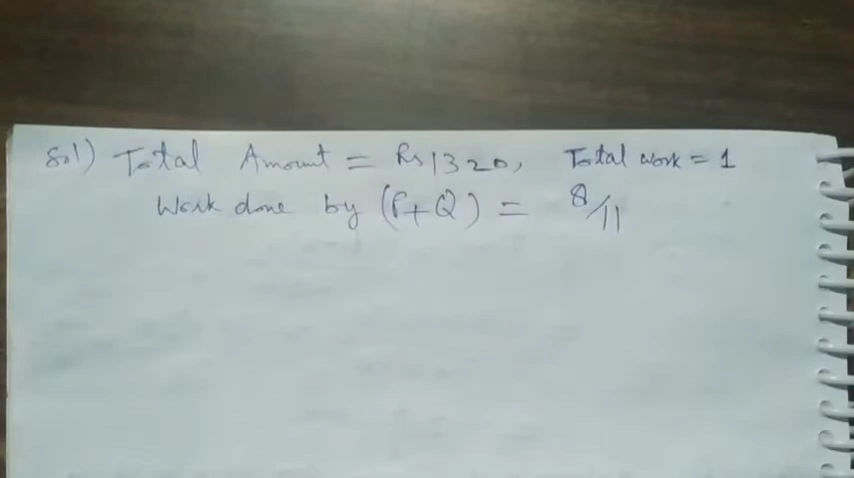 Sol) Total Amount = Rs 1320, Total work = 1
Work done by (P+Q) = 8/11